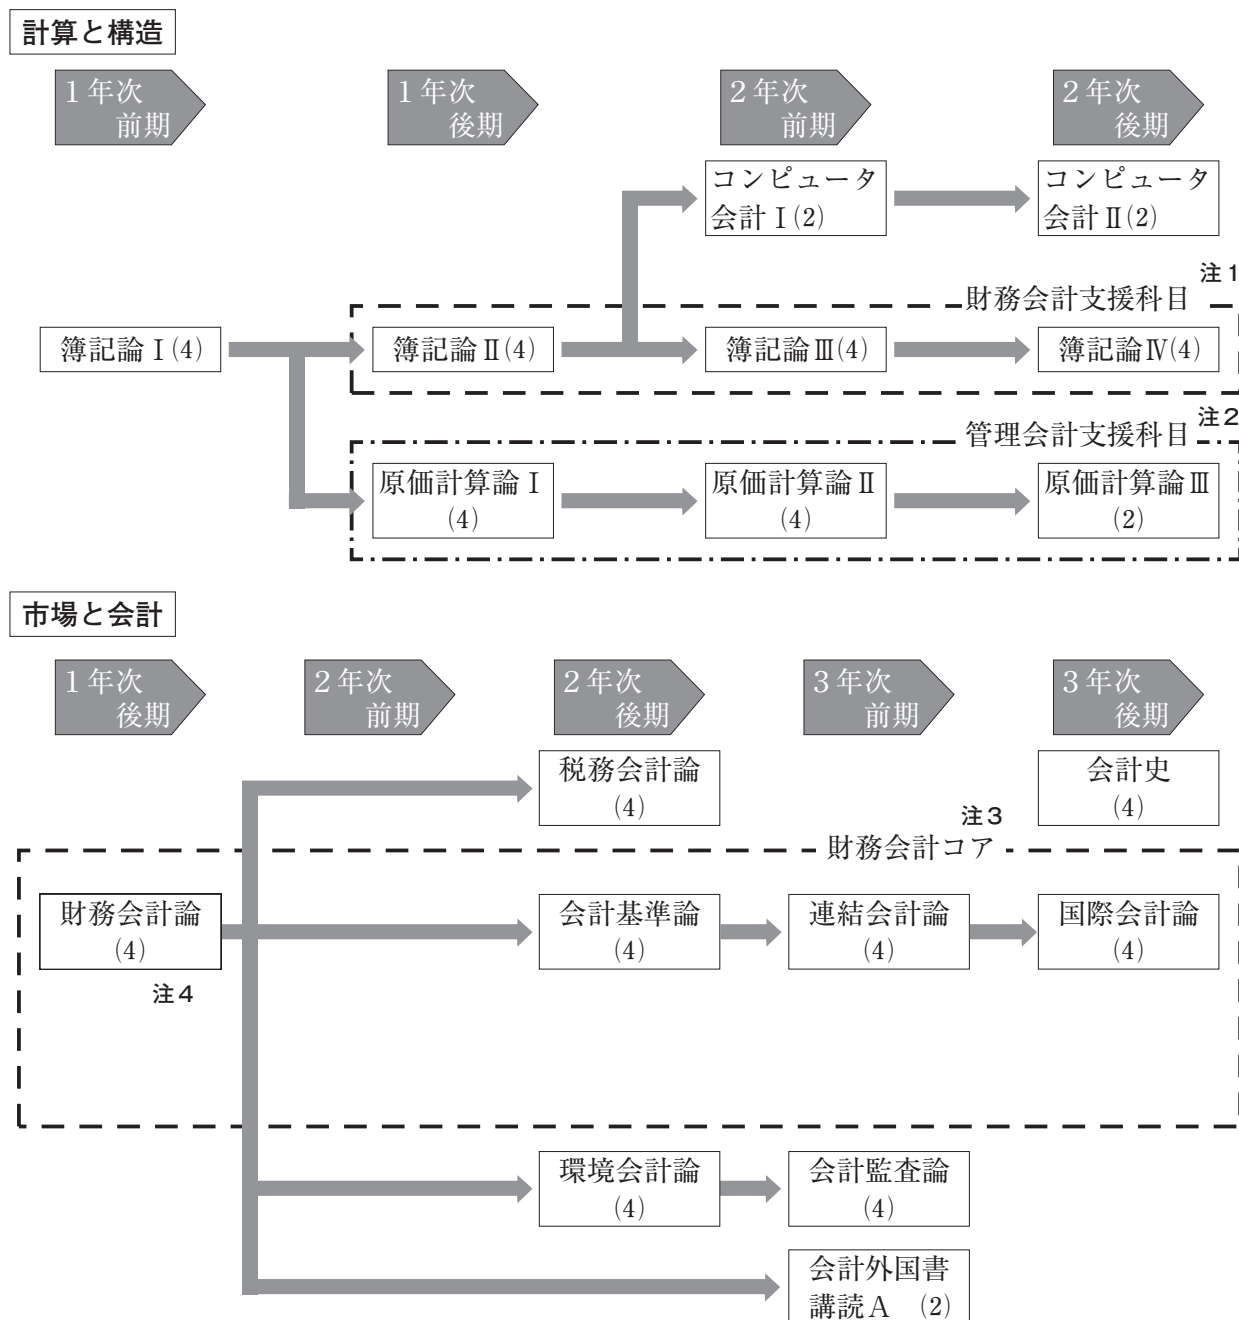 計算と構造
1年次
前期
1年次
後期
2年次
前期
2年次
後期
コンピュータ
会計Ⅰ(2)
コンピュータ
会計Ⅱ(2)
注1
財務会計支援科目
簿記論Ⅰ(4)
簿記論Ⅱ(4)
簿記論Ⅲ(4)
簿記論Ⅳ(4)
注2
管理会計支援科目
原価計算論Ⅰ
(4)
原価計算論Ⅱ
(4)
原価計算論Ⅲ
(2)
市場と会計
1年次
後期
2年次
前期
2年次
後期
3年次
前期
3年次
後期
税務会計論
(4)
会計史
(4)
注3
財務会計コア
財務会計論
(4)
注4
会計基準論
(4)
連結会計論
(4)
国際会計論
(4)
環境会計論
(4)
会計監査論
(4)
会計外国書
講読A (2)